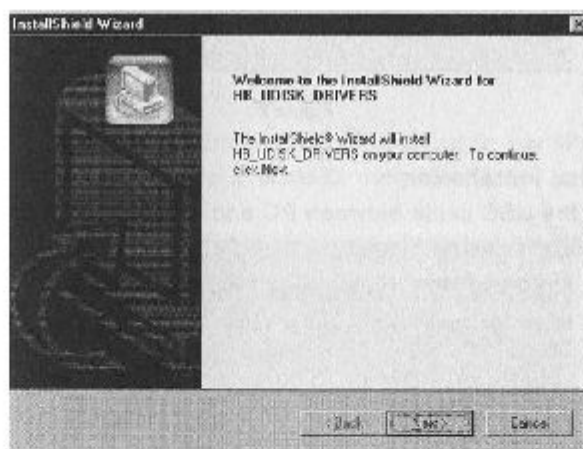 InstallShield Wizard
Welcome to the InstallShield Wizard for
HB_UDISK_DRIVERS
The InstallShield® Wizard will install
HB_UDISK_DRIVERS on your computer. To continue,
click Next.
< Back
Next >
Cancel